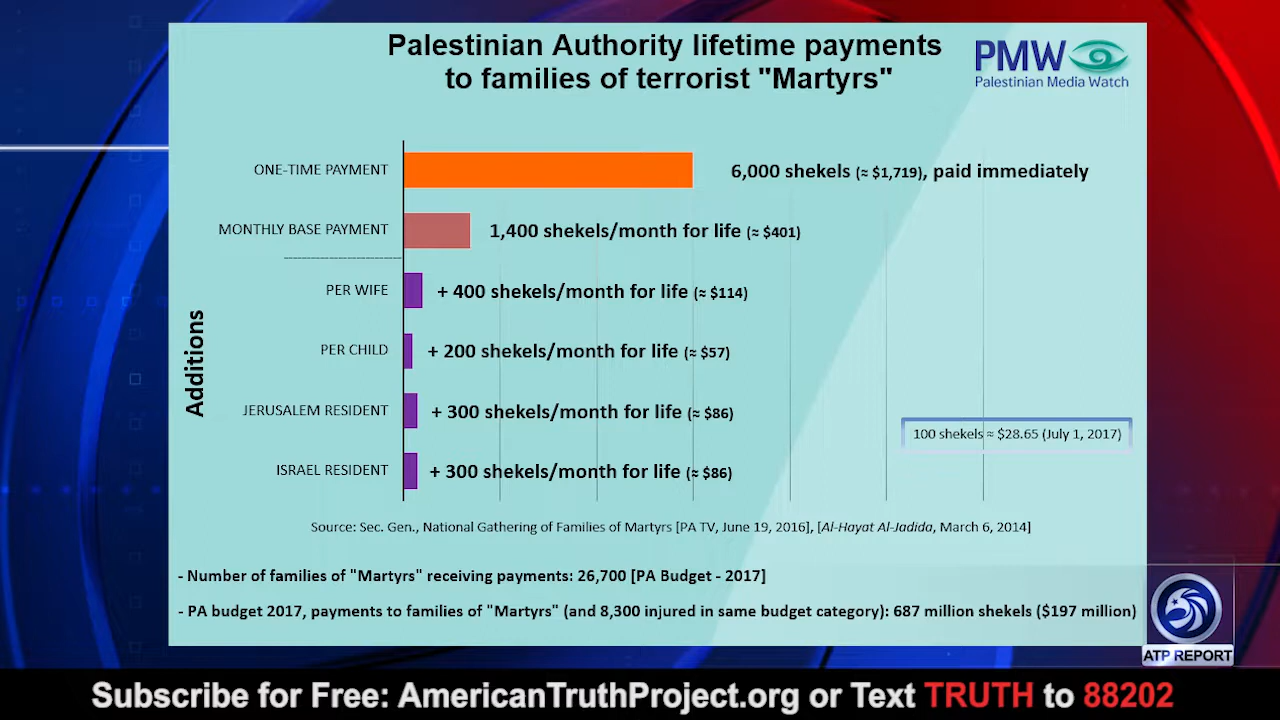 Palestinian Authority lifetime payments
to families of terrorist "Martyrs"
PMW
Palestinian Media Watch
ONE-TIME PAYMENT 6,000 shekels (≈ $1,719), paid immediately
MONTHLY BASE PAYMENT 1,400 shekels/month for life (≈ $401)
Additions
PER WIFE + 400 shekels/month for life (≈ $114)
PER CHILD + 200 shekels/month for life (≈ $57)
JERUSALEM RESIDENT + 300 shekels/month for life (≈ $86)
100 shekels ≈ $28.65 (July 1, 2017)
ISRAEL RESIDENT + 300 shekels/month for life (≈ $86)
Source: Sec. Gen., National Gathering of Families of Martyrs [PA TV, June 19, 2016], [Al-Hayat Al-Jadida, March 6, 2014]
- Number of families of "Martyrs" receiving payments: 26,700 [PA Budget - 2017]
- PA budget 2017, payments to families of "Martyrs" (and 8,300 injured in same budget category): 687 million shekels ($197 million)
ATP REPORT
Subscribe for Free: AmericanTruthProject.org or Text TRUTH to 88202